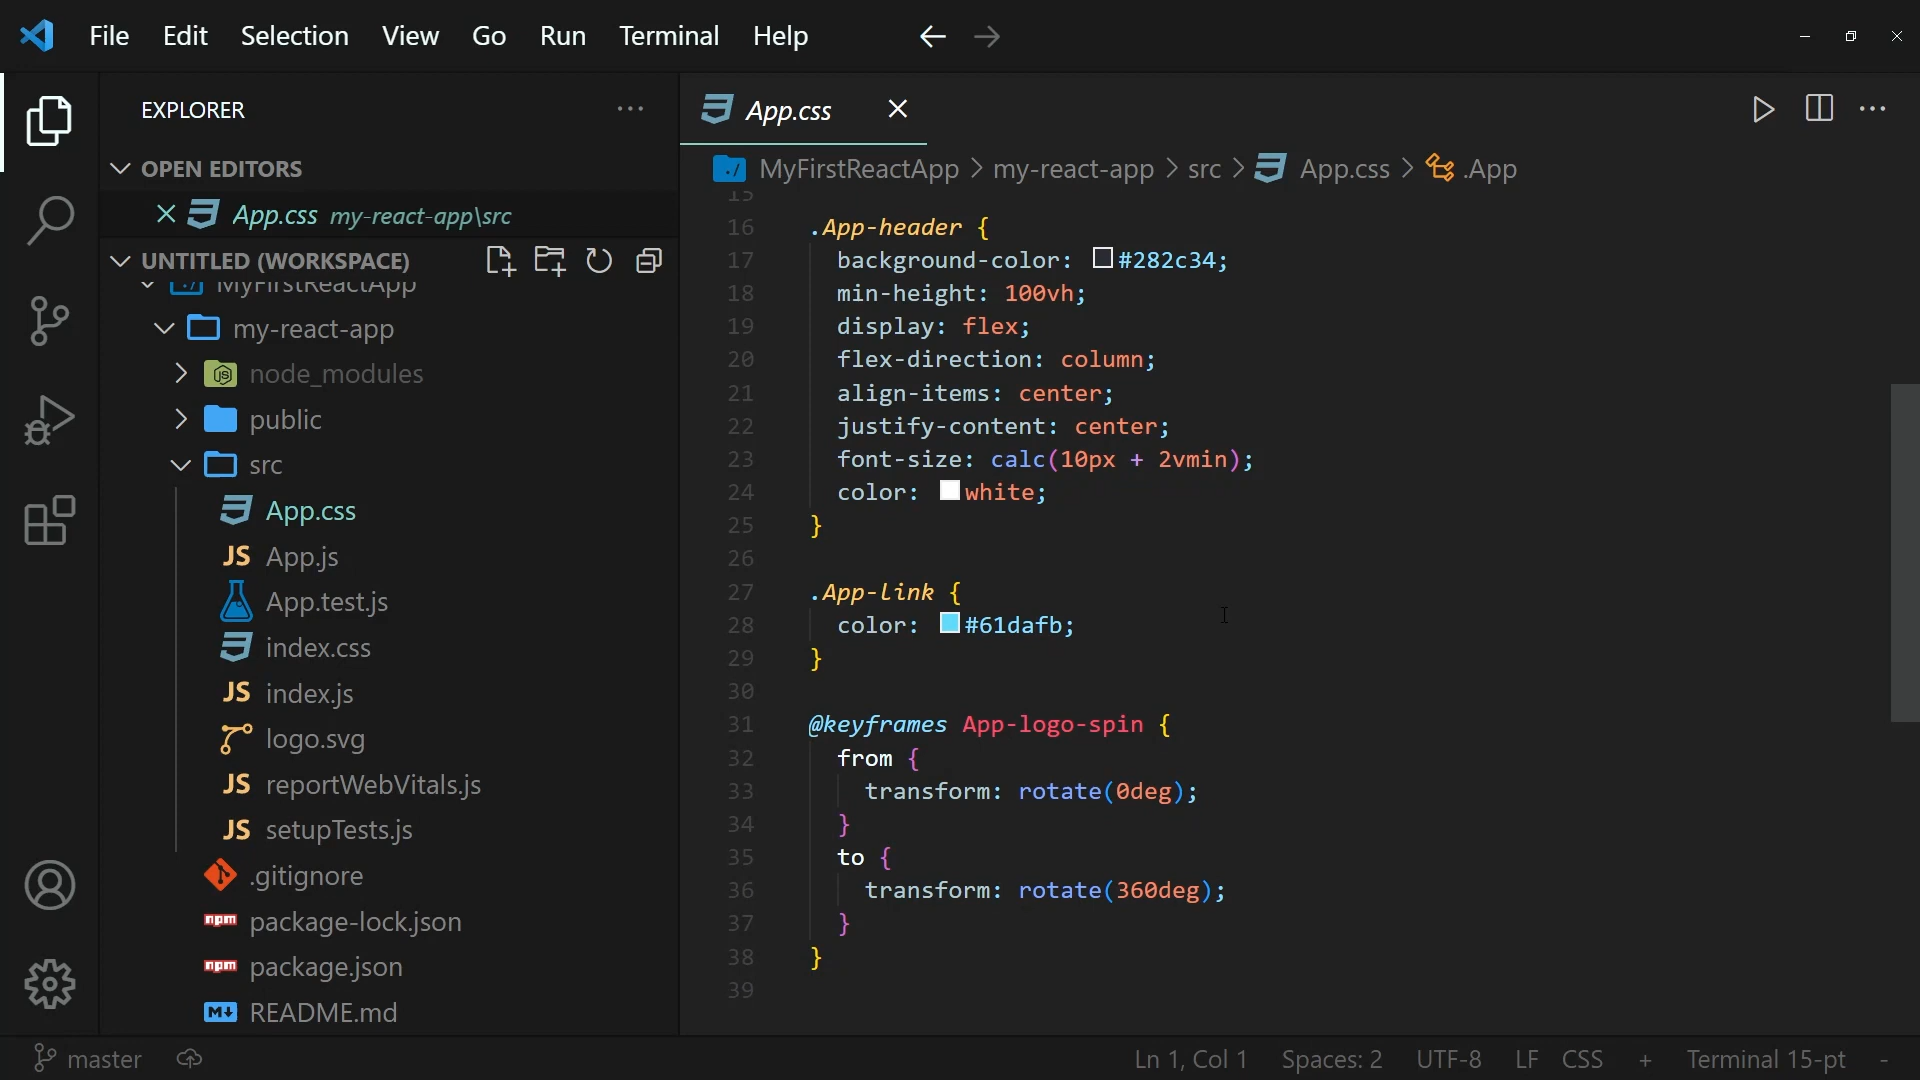 File Edit Selection View Go Run Terminal Help
EXPLORER
OPEN EDITORS
App.css my-react-app\src
UNTITLED (WORKSPACE)
MyFirstReactApp
my-react-app
node_modules
public
src
App.css
App.js
App.test.js
index.css
index.js
logo.svg
reportWebVitals.js
setupTests.js
.gitignore
package-lock.json
package.json
README.md
App.css
MyFirstReactApp > my-react-app > src > App.css > .App
15
16 .App-header {
17 background-color: #282c34;
18 min-height: 100vh;
19 display: flex;
20 flex-direction: column;
21 align-items: center;
22 justify-content: center;
23 font-size: calc(10px + 2vmin);
24 color: white;
25 }
26
27 .App-link {
28 color: #61dafb;
29 }
30
31 @keyframes App-logo-spin {
32 from {
33 transform: rotate(0deg);
34 }
35 to {
36 transform: rotate(360deg);
37 }
38 }
39
master Ln 1, Col 1 Spaces: 2 UTF-8 LF CSS + Terminal 15-pt -